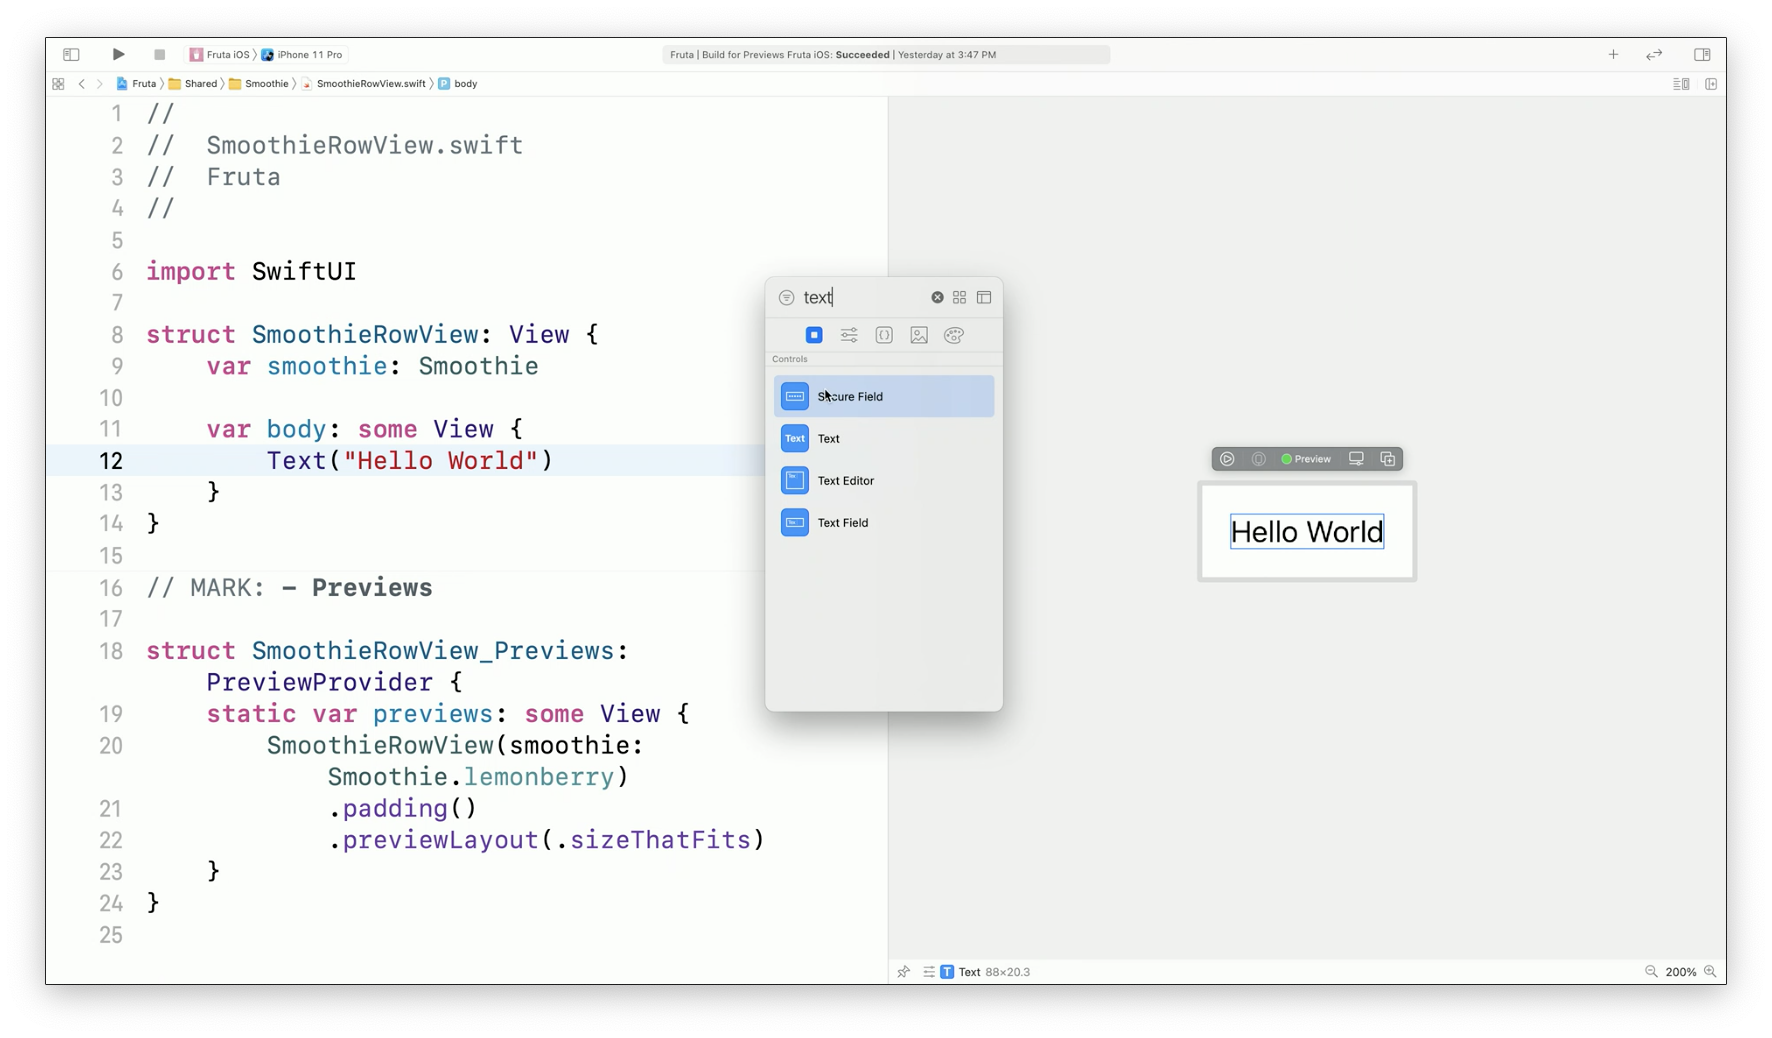 Fruta iOS 〉 iPhone 11 Pro
Fruta | Build for Previews Fruta iOS: Succeeded | Yesterday at 3:47 PM
Fruta 〉 Shared 〉 Smoothie 〉 SmoothieRowView.swift 〉 P body
1 //
2 //  SmoothieRowView.swift
3 //  Fruta
4 //
5
6 import SwiftUI
7
8 struct SmoothieRowView: View {
9     var smoothie: Smoothie
10
11     var body: some View {
12         Text("Hello World")
13     }
14 }
15
16 // MARK: - Previews
17
18 struct SmoothieRowView_Previews:
PreviewProvider {
19     static var previews: some View {
20         SmoothieRowView(smoothie:
Smoothie.lemonberry)
21             .padding()
22             .previewLayout(.sizeThatFits)
23     }
24 }
25
text
Controls
Secure Field
Text Text
Text Editor
Text Field
Preview
Hello World
T Text 88×20.3
200%